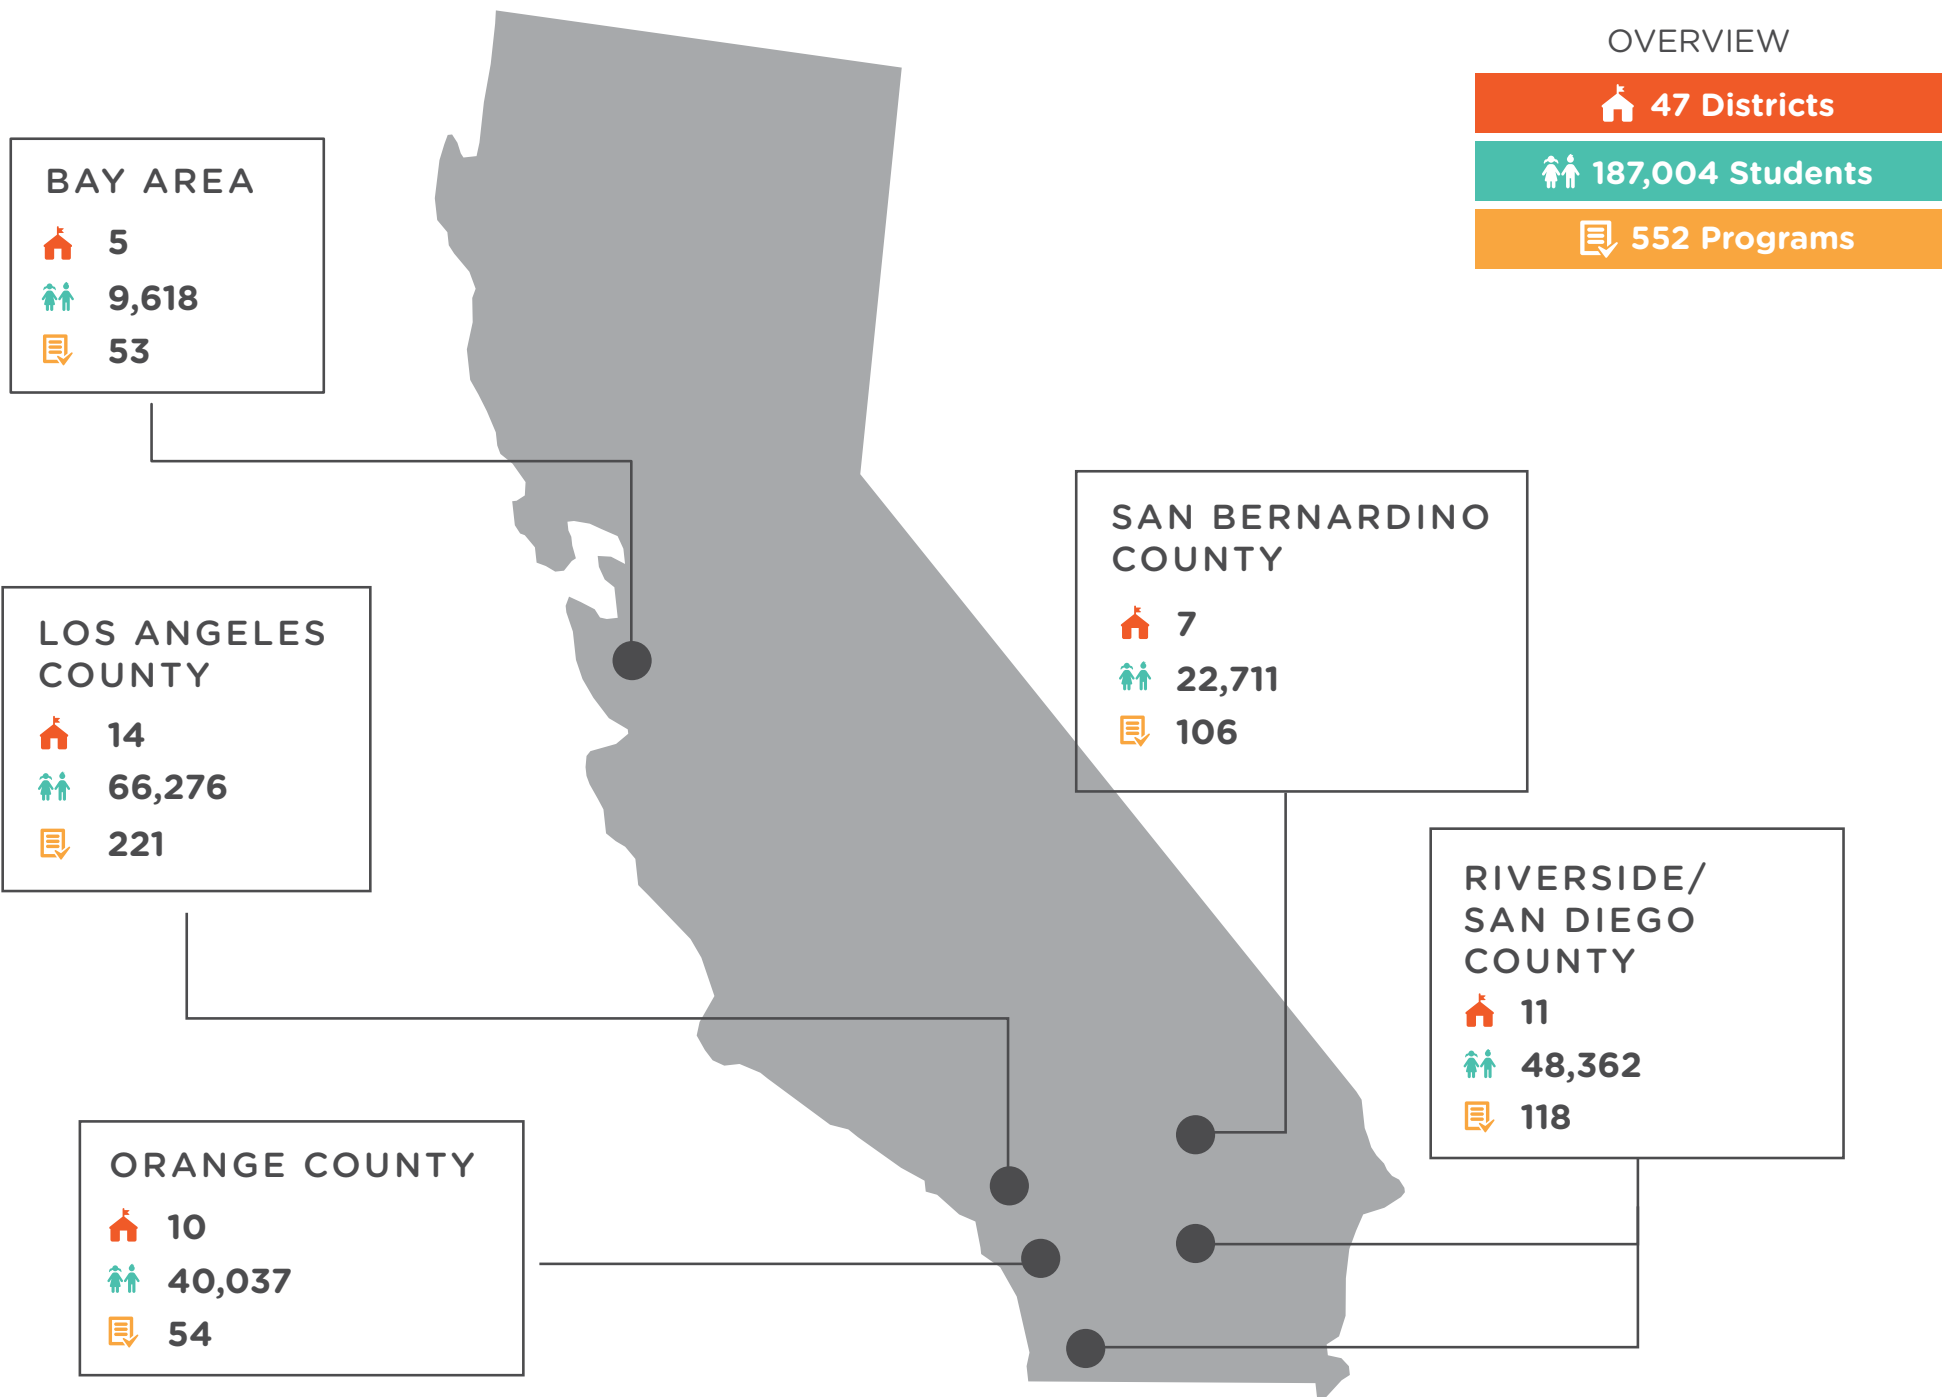 OVERVIEW
47 Districts
187,004 Students
552 Programs
BAY AREA
5
9,618
53
LOS ANGELES
COUNTY
14
66,276
221
ORANGE COUNTY
10
40,037
54
SAN BERNARDINO
COUNTY
7
22,711
106
RIVERSIDE/
SAN DIEGO
COUNTY
11
48,362
118